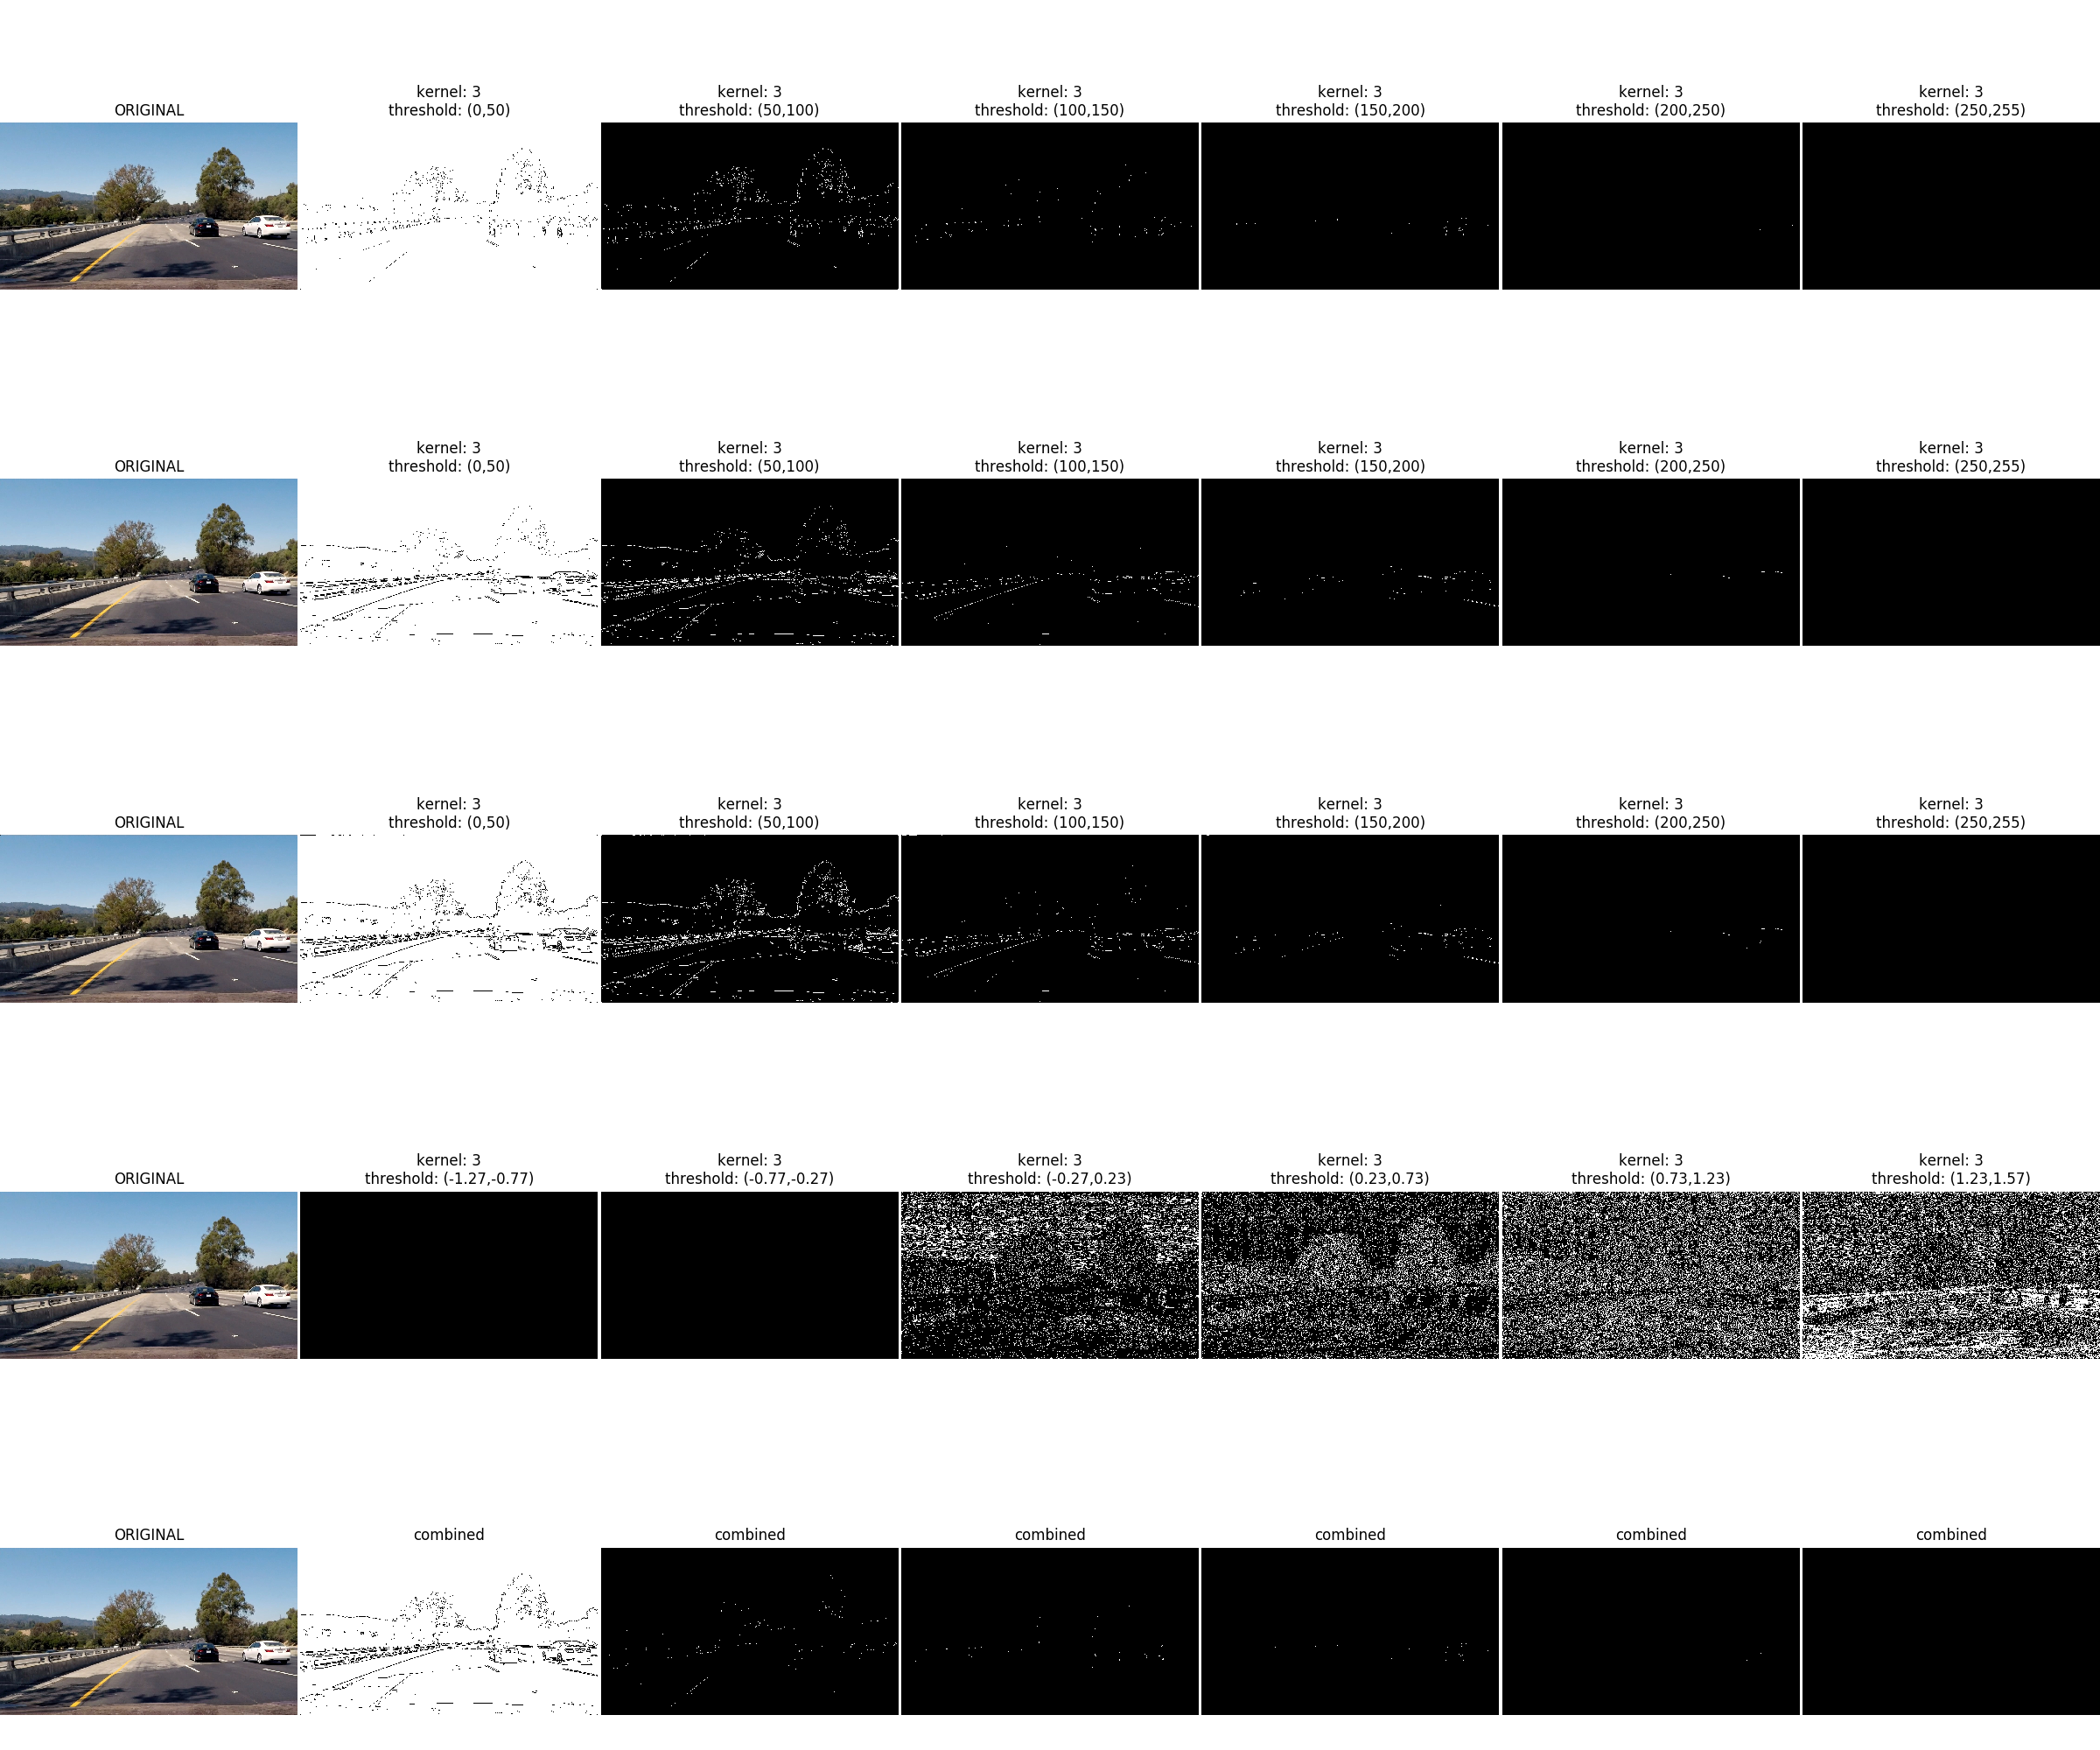 kernel: 3
kernel: 3
kernel: 3
kernel: 3
kernel: 3
kernel: 3
ORIGINAL
threshold: (0,50)
threshold: (50,100)
threshold: (100,150)
threshold: (150,200)
threshold: (200,250)
threshold: (250,255)
kernel: 3
kernel: 3
kernel: 3
kernel: 3
kernel: 3
kernel: 3
ORIGINAL
threshold: (0,50)
threshold: (50,100)
threshold: (100,150)
threshold: (150,200)
threshold: (200,250)
threshold: (250,255)
kernel: 3
kernel: 3
kernel: 3
kernel: 3
kernel: 3
kernel: 3
ORIGINAL
threshold: (0,50)
threshold: (50,100)
threshold: (100,150)
threshold: (150,200)
threshold: (200,250)
threshold: (250,255)
kernel: 3
kernel: 3
kernel: 3
kernel: 3
kernel: 3
kernel: 3
ORIGINAL
threshold: (-1.27,-0.77)
threshold: (-0.77,-0.27)
threshold: (-0.27,0.23)
threshold: (0.23,0.73)
threshold: (0.73,1.23)
threshold: (1.23,1.57)
ORIGINAL
combined
combined
combined
combined
combined
combined